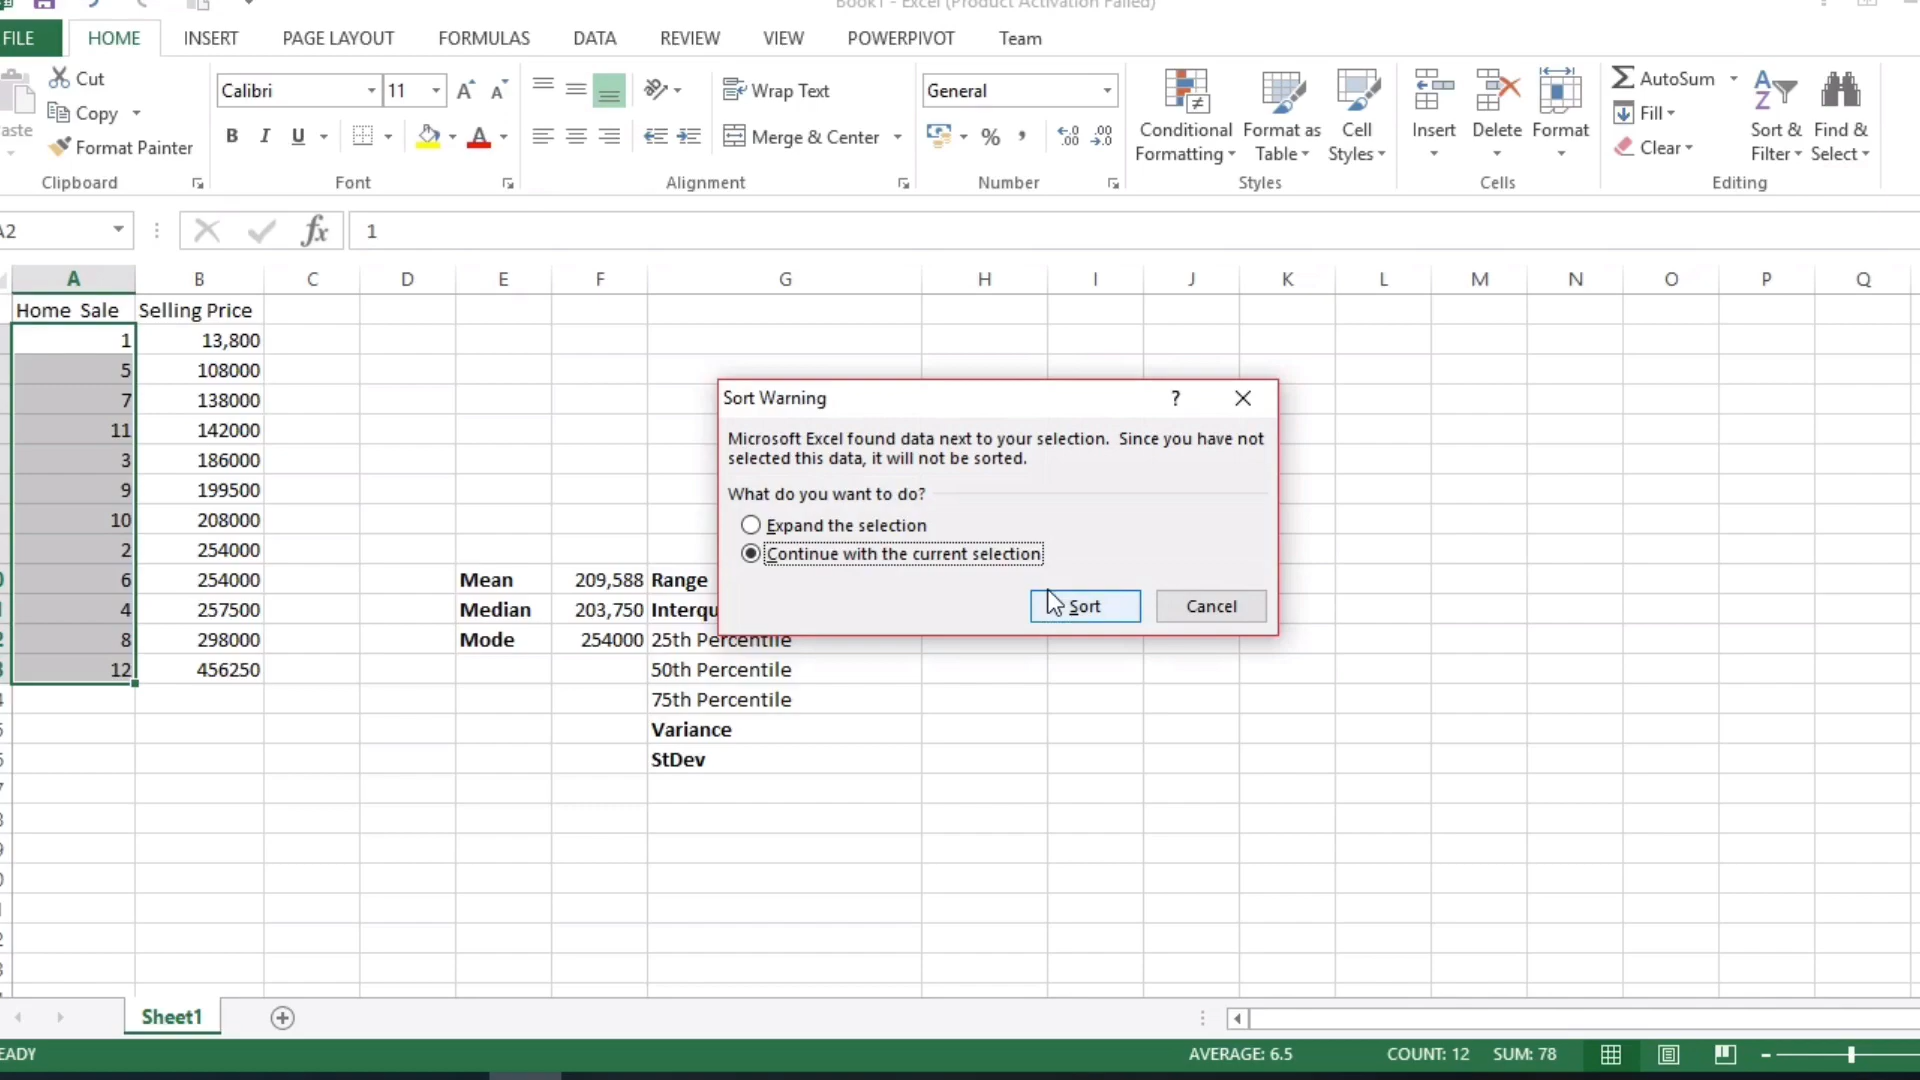 Book1 - Excel (Product Activation Failed)
FILE HOME INSERT PAGE LAYOUT FORMULAS DATA REVIEW VIEW POWERPIVOT Team
Cut
Copy
Format Painter
Clipboard
Calibri 11
B I U A
Font
Wrap Text
Merge & Center
Alignment
General
% ,
Number
Conditional Formatting
Format as Table
Cell Styles
Styles
Insert
Delete
Format
Cells
AutoSum
Fill
Clear
Sort & Filter
Find & Select
Editing
A2 fx 1
A B C D E F G H I J K L M N O P Q
Home Sale Selling Price
1 13,800
5 108000
7 138000
11 142000
3 186000
9 199500
10 208000
2 254000
6 254000 Mean 209,588 Range
4 257500 Median 203,750 Interqu
8 298000 Mode 254000 25th Percentile
12 456250 50th Percentile
75th Percentile
Variance
StDev
Sort Warning ?
Microsoft Excel found data next to your selection. Since you have not
selected this data, it will not be sorted.
What do you want to do?
Expand the selection
Continue with the current selection
Sort Cancel
Sheet1
EADY AVERAGE: 6.5 COUNT: 12 SUM: 78